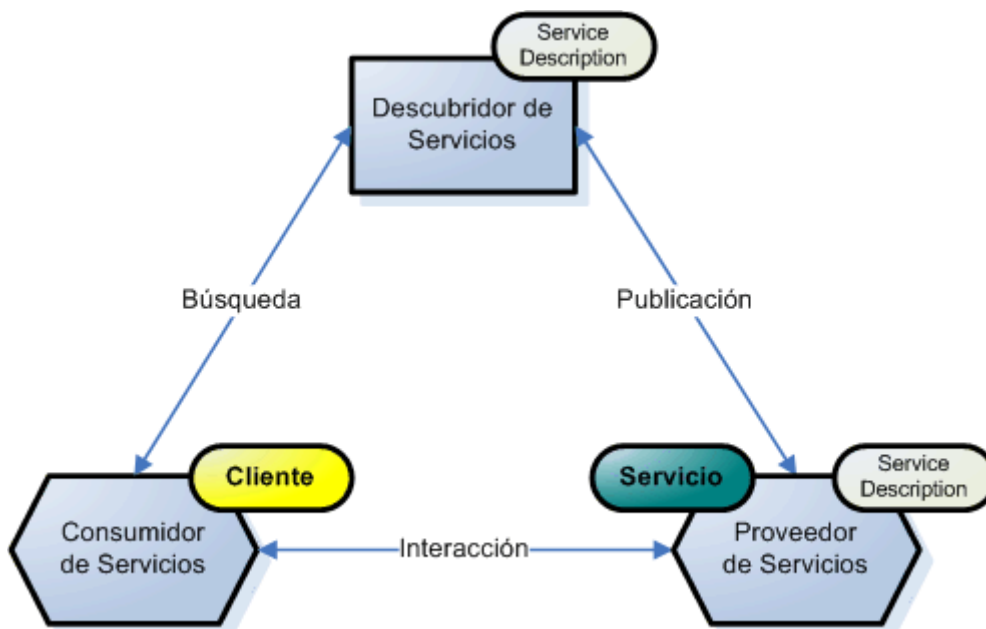 Service
Description
Descubridor de
Servicios
Búsqueda
Publicación
Cliente
Servicio
Service
Description
Consumidor
de Servicios
Interacción
Proveedor
de Servicios